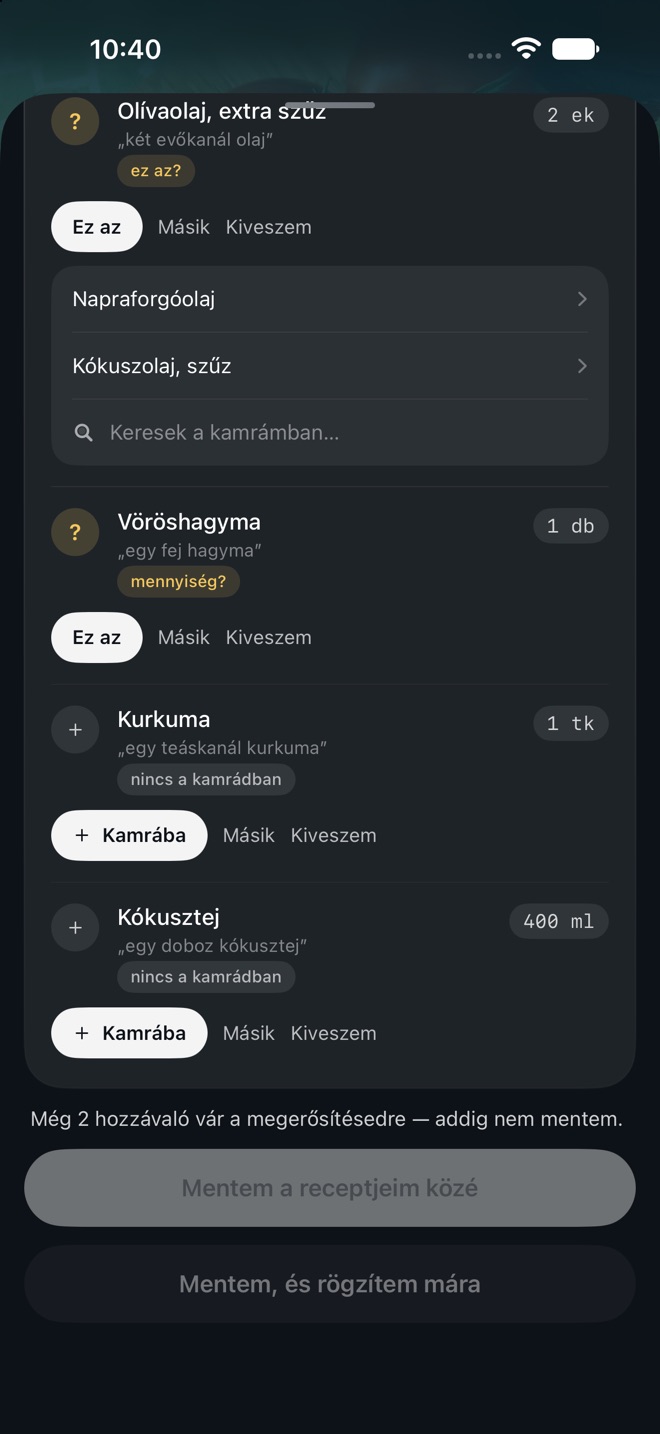 10:40
Olívaolaj, extra szűz
2 ek
„két evőkanál olaj”
ez az?
Ez az
Másik
Kiveszem
Napraforgóolaj
Kókuszolaj, szűz
Keresek a kamrámban...
Vöröshagyma
1 db
„egy fej hagyma”
mennyiség?
Ez az
Másik
Kiveszem
Kurkuma
1 tk
„egy teáskanál kurkuma”
nincs a kamrádban
+ Kamrába
Másik
Kiveszem
Kókusztej
400 ml
„egy doboz kókusztej”
nincs a kamrádban
+ Kamrába
Másik
Kiveszem
Még 2 hozzávaló vár a megerősítésedre — addig nem mentem.
Mentem a receptjeim közé
Mentem, és rögzítem mára